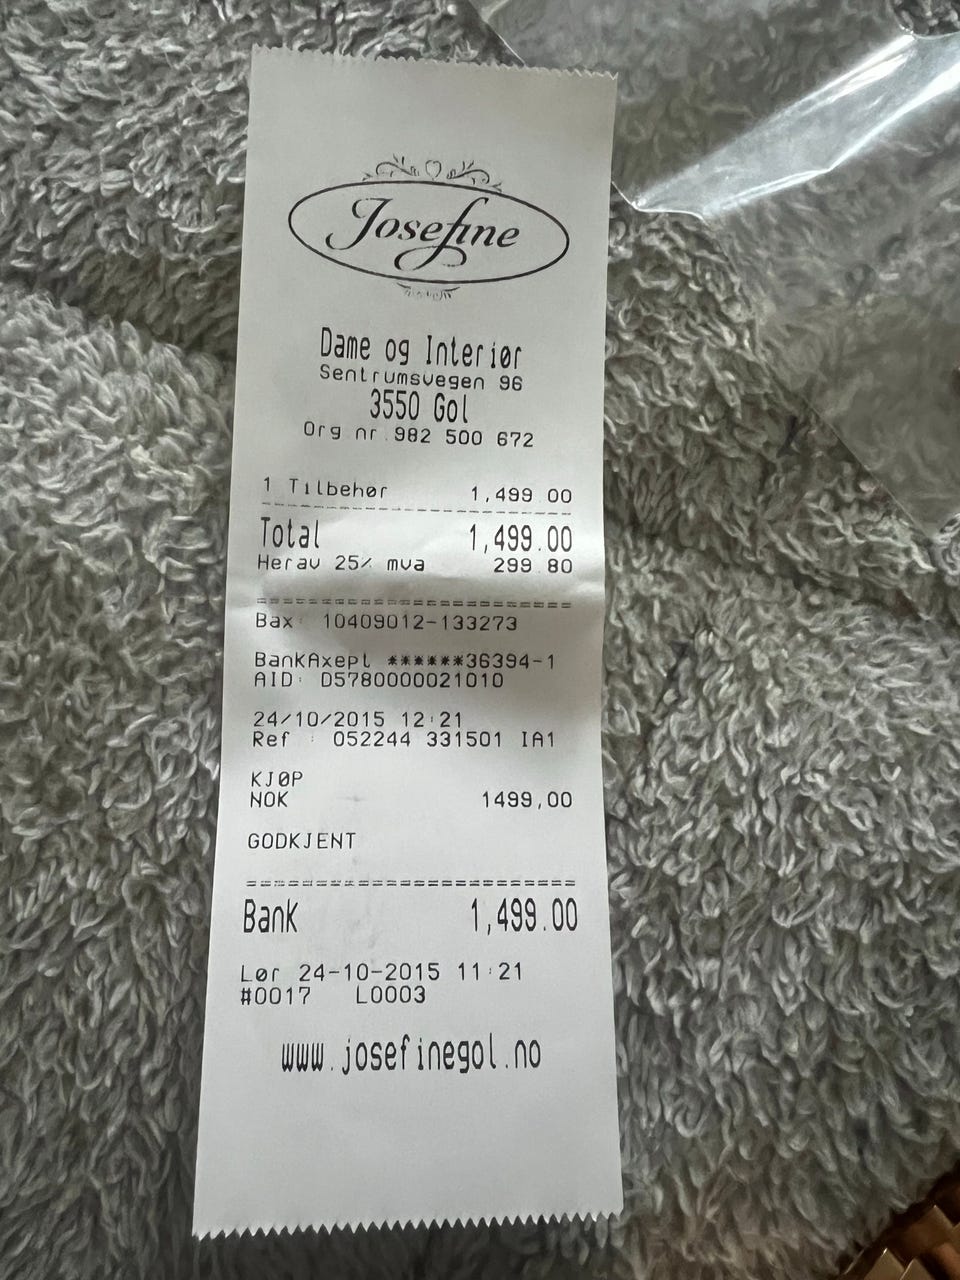 Josefine
Dame og Interiør
Sentrumsvegen 96
3550 Gol
Org nr 982 500 672
1 Tilbehør 1,499.00
Total 1,499.00
Herav 25% mva 299.80
Bax: 10409012-133273
BankAxept ******36394-1
AID: D5780000021010
24/10/2015 12:21
Ref : 052244 331501 IA1
KJØP
NOK 1499,00
GODKJENT
Bank 1,499.00
Lør 24-10-2015 11:21
#0017 L0003
www.josefinegol.no